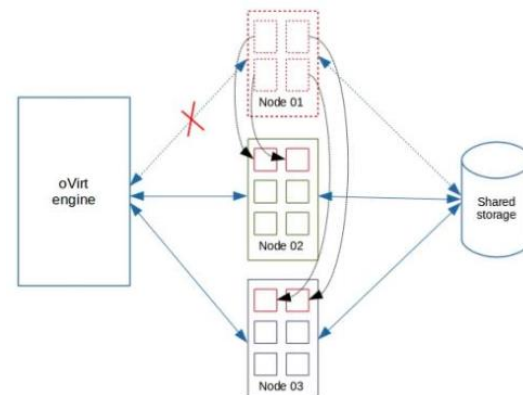 Node 01
oVirt
engine
Node 02
Shared
storage
Node 03